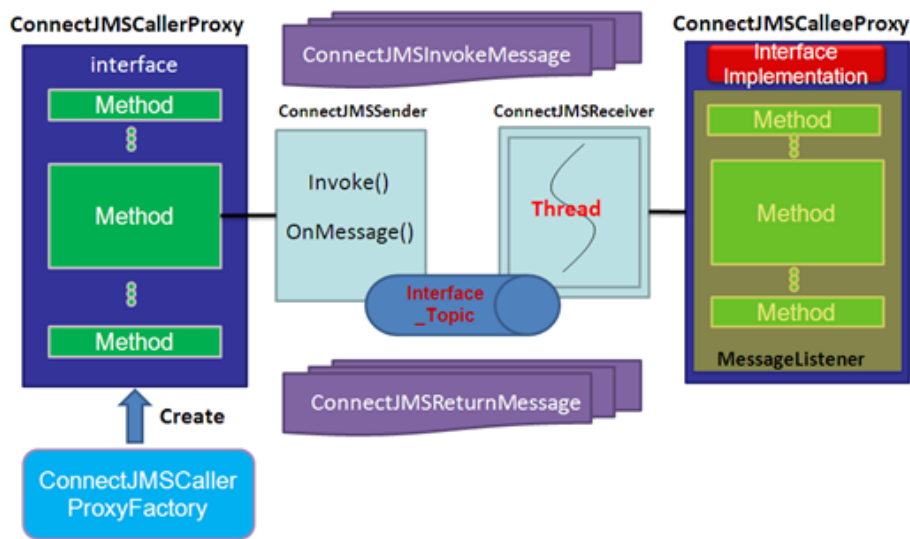 ConnectJMSCallerProxy
interface
Method
Method
Method
Create
ConnectJMSCaller
ProxyFactory
ConnectJMSInvokeMessage
ConnectJMSSender
Invoke()
OnMessage()
ConnectJMSReceiver
Thread
Interface
_Topic
ConnectJMSReturnMessage
ConnectJMSCalleeProxy
Interface
Implementation
Method
Method
Method
MessageListener